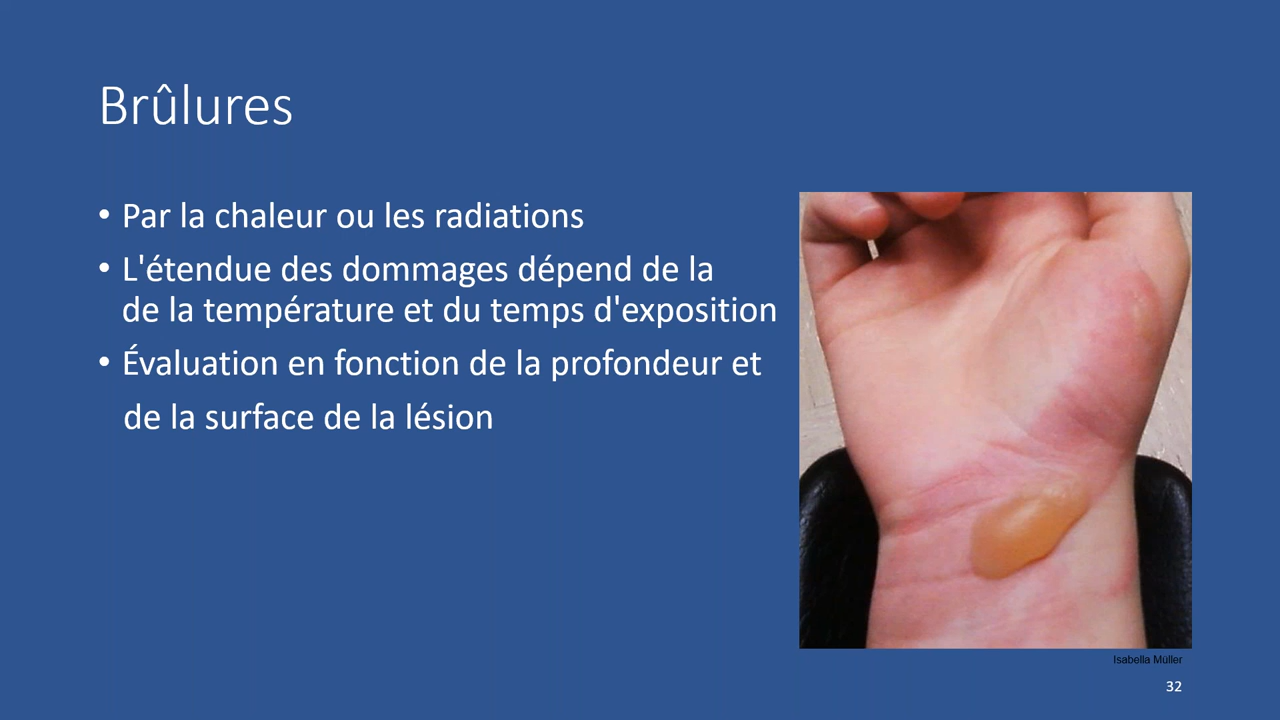 Brûlures
• Par la chaleur ou les radiations
• L'étendue des dommages dépend de la
de la température et du temps d'exposition
• Évaluation en fonction de la profondeur et
de la surface de la lésion
Isabella Müller
32